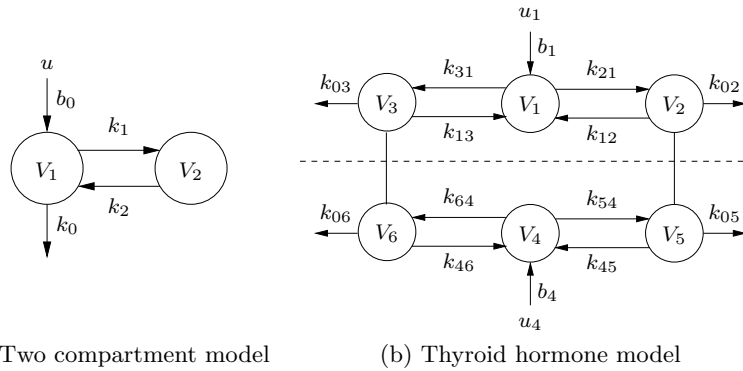 u
b₀
k₁
V₁
V₂
k₂
k₀
Two compartment model
u₁
b₁
k₀₃
k₃₁
k₂₁
k₀₂
V₃
V₁
V₂
k₁₃
k₁₂
k₀₆
k₆₄
k₅₄
k₀₅
V₆
V₄
V₅
k₄₆
k₄₅
b₄
u₄
(b) Thyroid hormone model